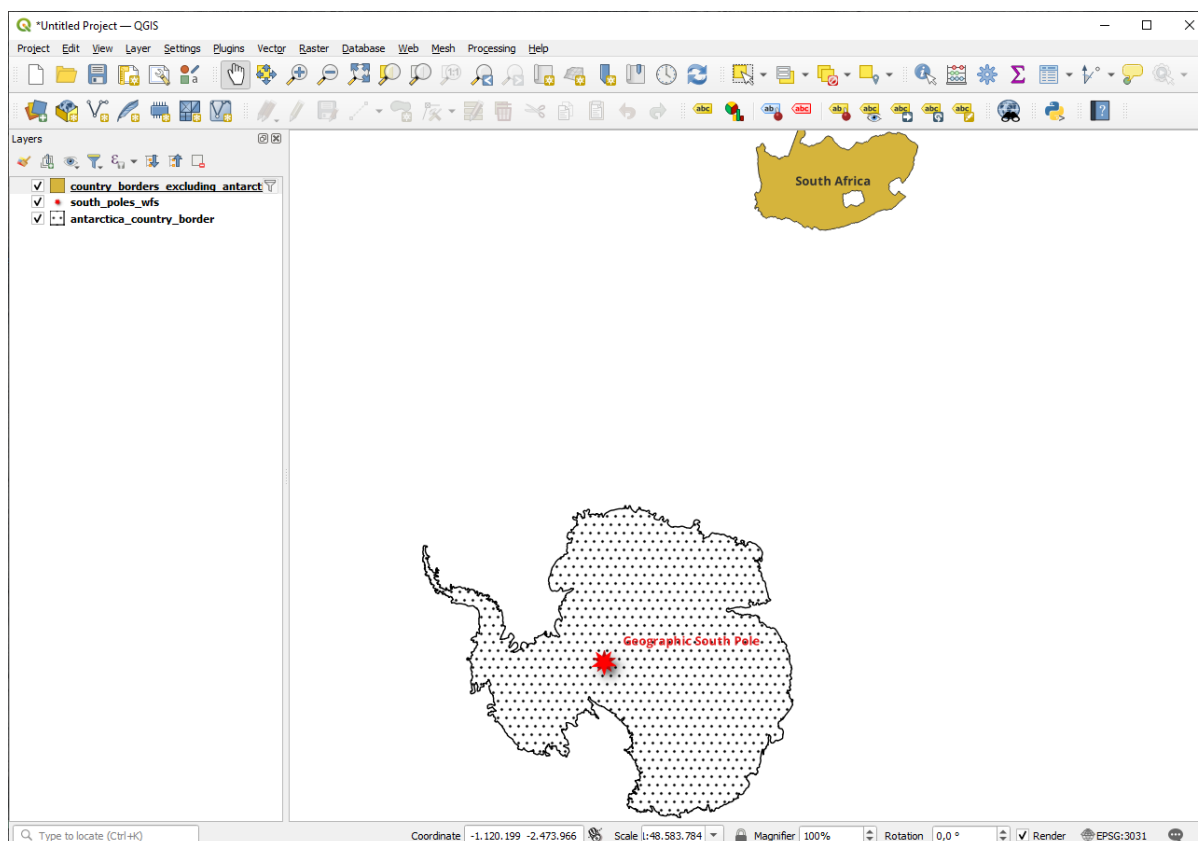 *Untitled Project — QGIS
Project Edit View Layer Settings Plugins Vector Raster Database Web Mesh Processing Help
Layers
country_borders_excluding_antarct
south_poles_wfs
antarctica_country_border
South Africa
Geographic South Pole
Type to locate (Ctrl+K)
Coordinate -1.120.199 -2.473.966 Scale 1:48.583.784 Magnifier 100% Rotation 0,0 ° Render EPSG:3031